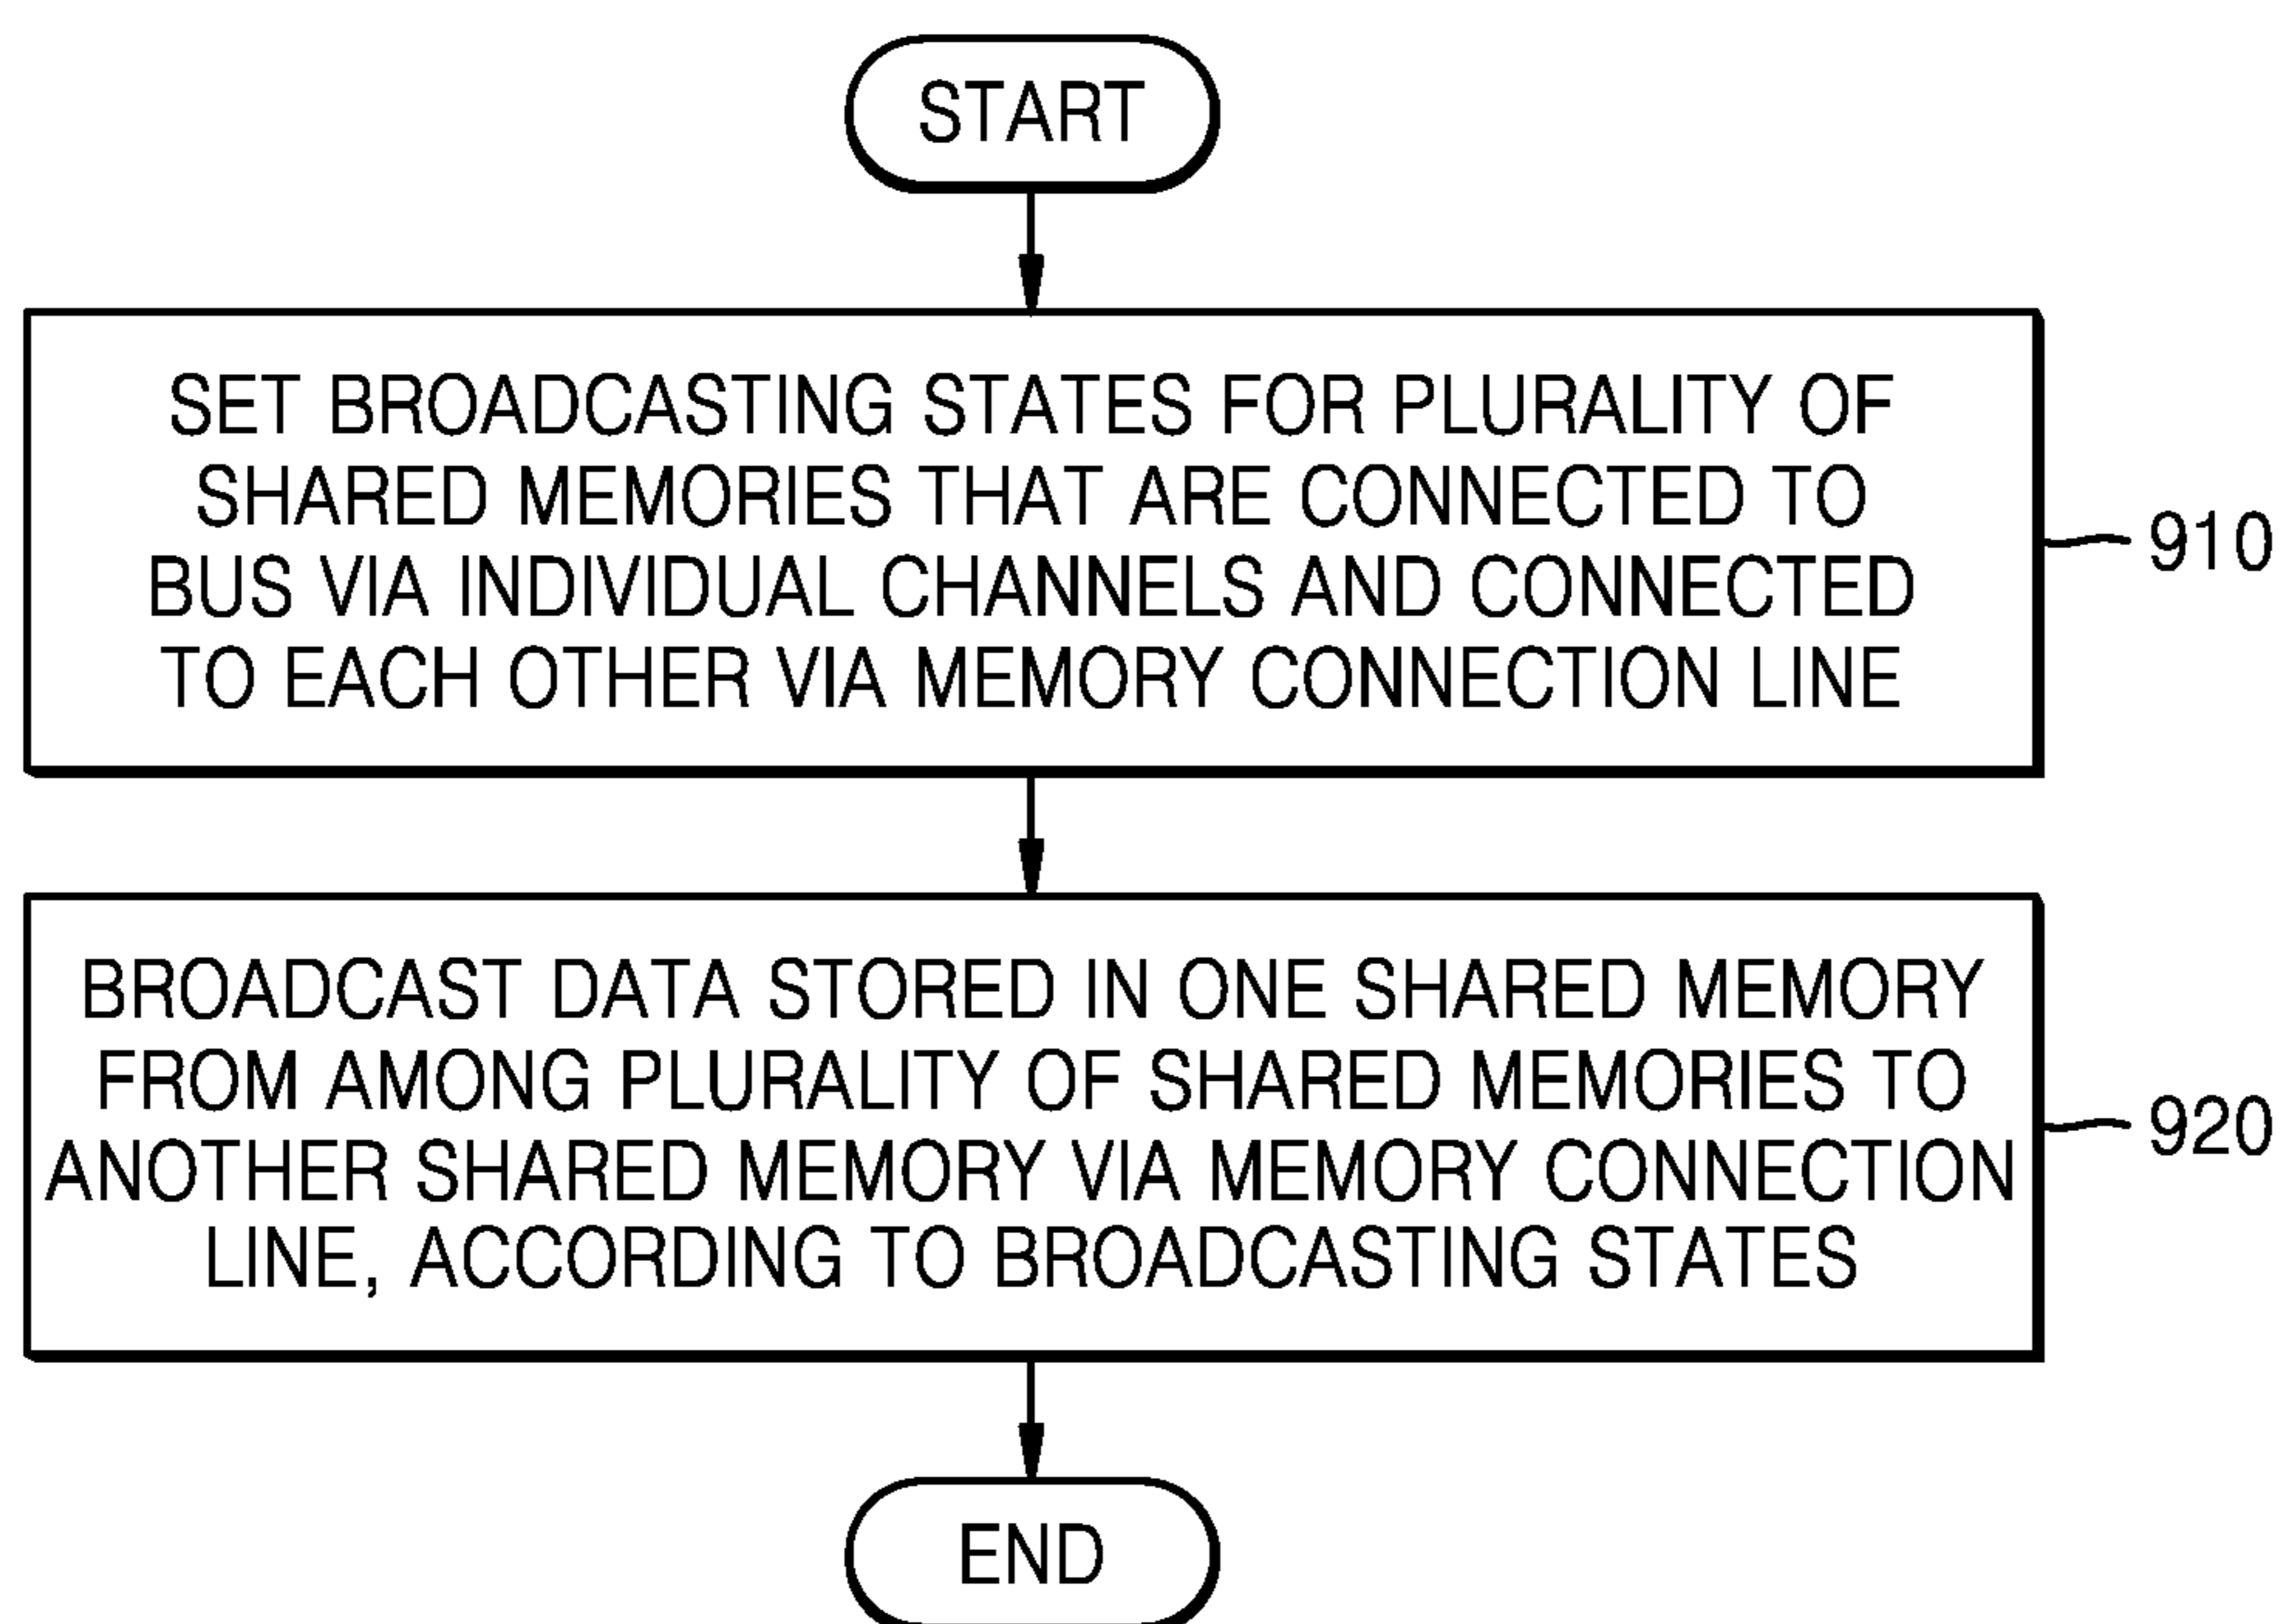 START
SET BROADCASTING STATES FOR PLURALITY OF
SHARED MEMORIES THAT ARE CONNECTED TO
BUS VIA INDIVIDUAL CHANNELS AND CONNECTED
TO EACH OTHER VIA MEMORY CONNECTION LINE
910
BROADCAST DATA STORED IN ONE SHARED MEMORY
FROM AMONG PLURALITY OF SHARED MEMORIES TO
ANOTHER SHARED MEMORY VIA MEMORY CONNECTION
LINE, ACCORDING TO BROADCASTING STATES
920
END